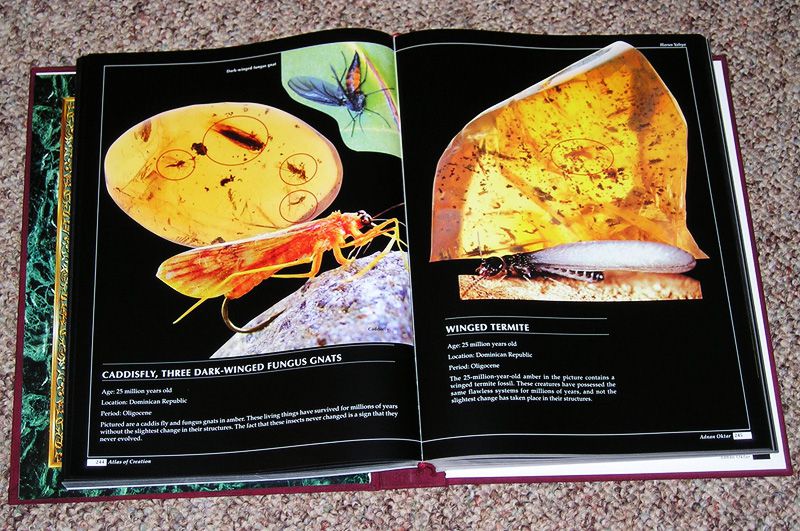 Dark-winged fungus gnat
Caddis
CADDISFLY, THREE DARK-WINGED FUNGUS GNATS
Age: 25 million years old
Location: Dominican Republic
Period: Oligocene
Pictured are a caddis fly and fungus gnats in amber. These living things have survived for millions of years
without the slightest change in their structures. The fact that these insects never changed is a sign that they
never evolved.
244 Atlas of Creation
Harun Yahya
WINGED TERMITE
Age: 25 million years old
Location: Dominican Republic
Period: Oligocene
The 25-million-year-old amber in the picture contains a
winged termite fossil. These creatures have possessed the
same flawless systems for millions of years, and not the
slightest change has taken place in their structures.
Adnan Oktar 245
Adnan Oktar